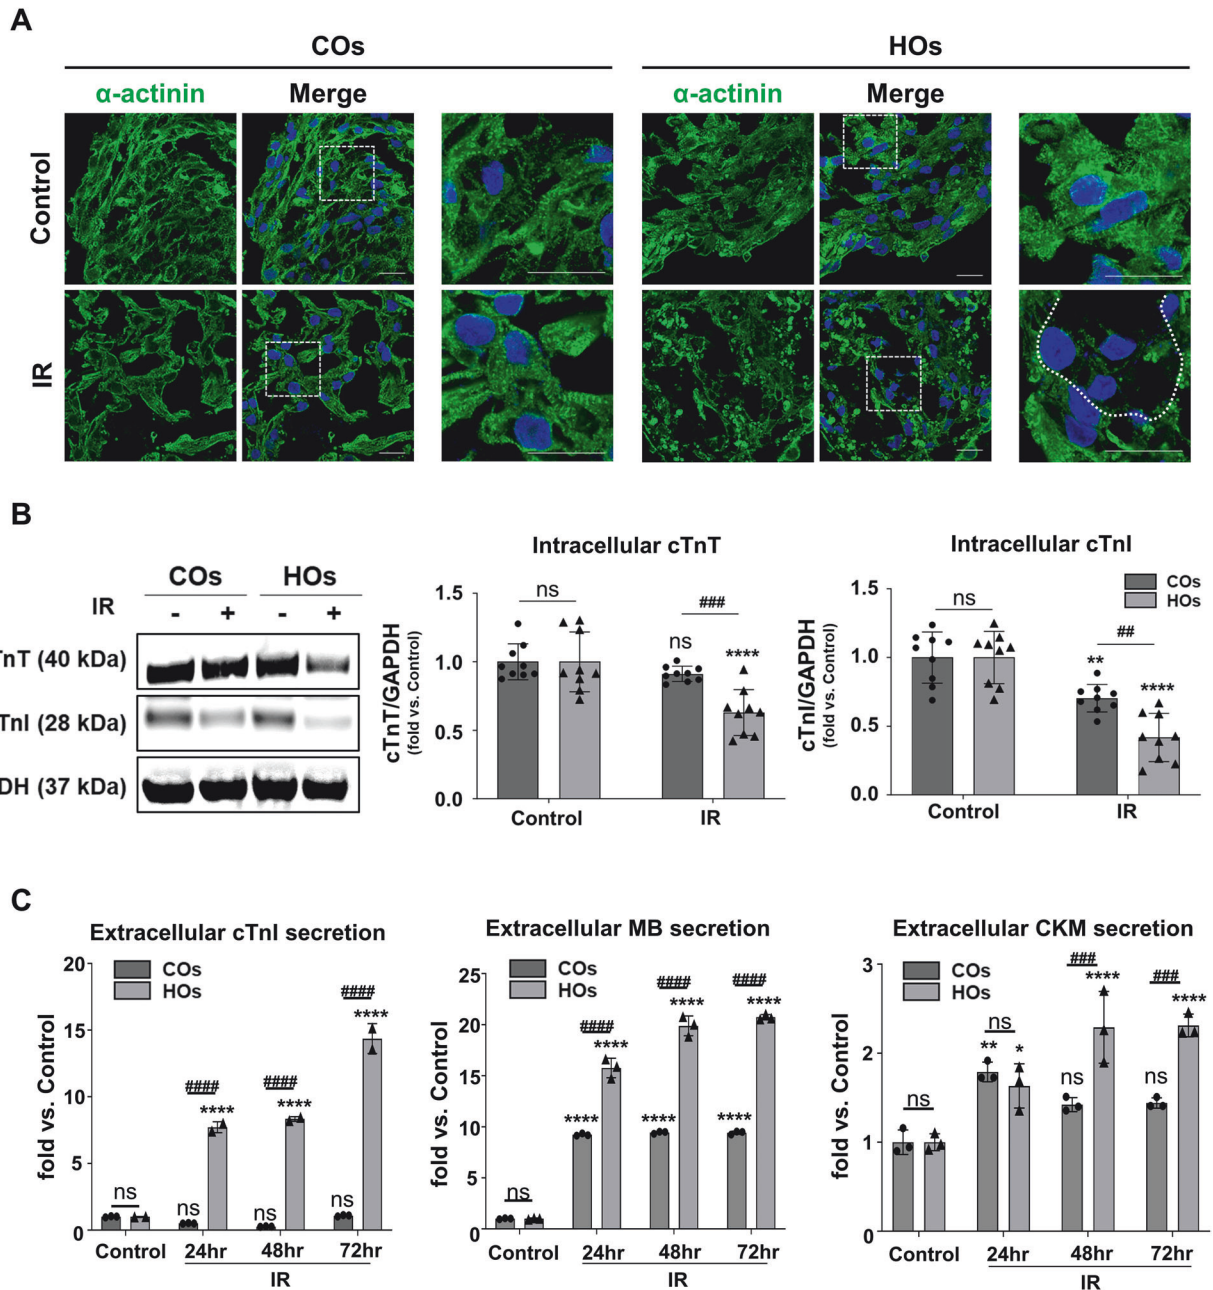 A
COs
HOs
α-actinin
Merge
α-actinin
Merge
Control
IR
B
COs HOs
IR - + - +
TnT (40 kDa)
TnI (28 kDa)
DH (37 kDa)
Intracellular cTnT
cTnT/GAPDH
(fold vs. Control)
1.5
1.0
0.5
0.0
ns
ns
###
****
Control
IR
Intracellular cTnI
COs
HOs
cTnI/GAPDH
(fold vs. Control)
1.5
1.0
0.5
0.0
ns
**
##
****
Control
IR
C
Extracellular cTnI secretion
COs
HOs
fold vs. Control
20
15
10
5
0
ns
ns
####
****
ns
####
****
ns
####
****
Control
24hr
48hr
72hr
IR
Extracellular MB secretion
COs
HOs
fold vs. Control
25
20
15
10
5
0
ns
****
####
****
****
####
****
****
####
****
Control
24hr
48hr
72hr
IR
Extracellular CKM secretion
COs
HOs
fold vs. Control
3
2
1
0
ns
**
ns
*
ns
###
****
ns
###
****
Control
24hr
48hr
72hr
IR